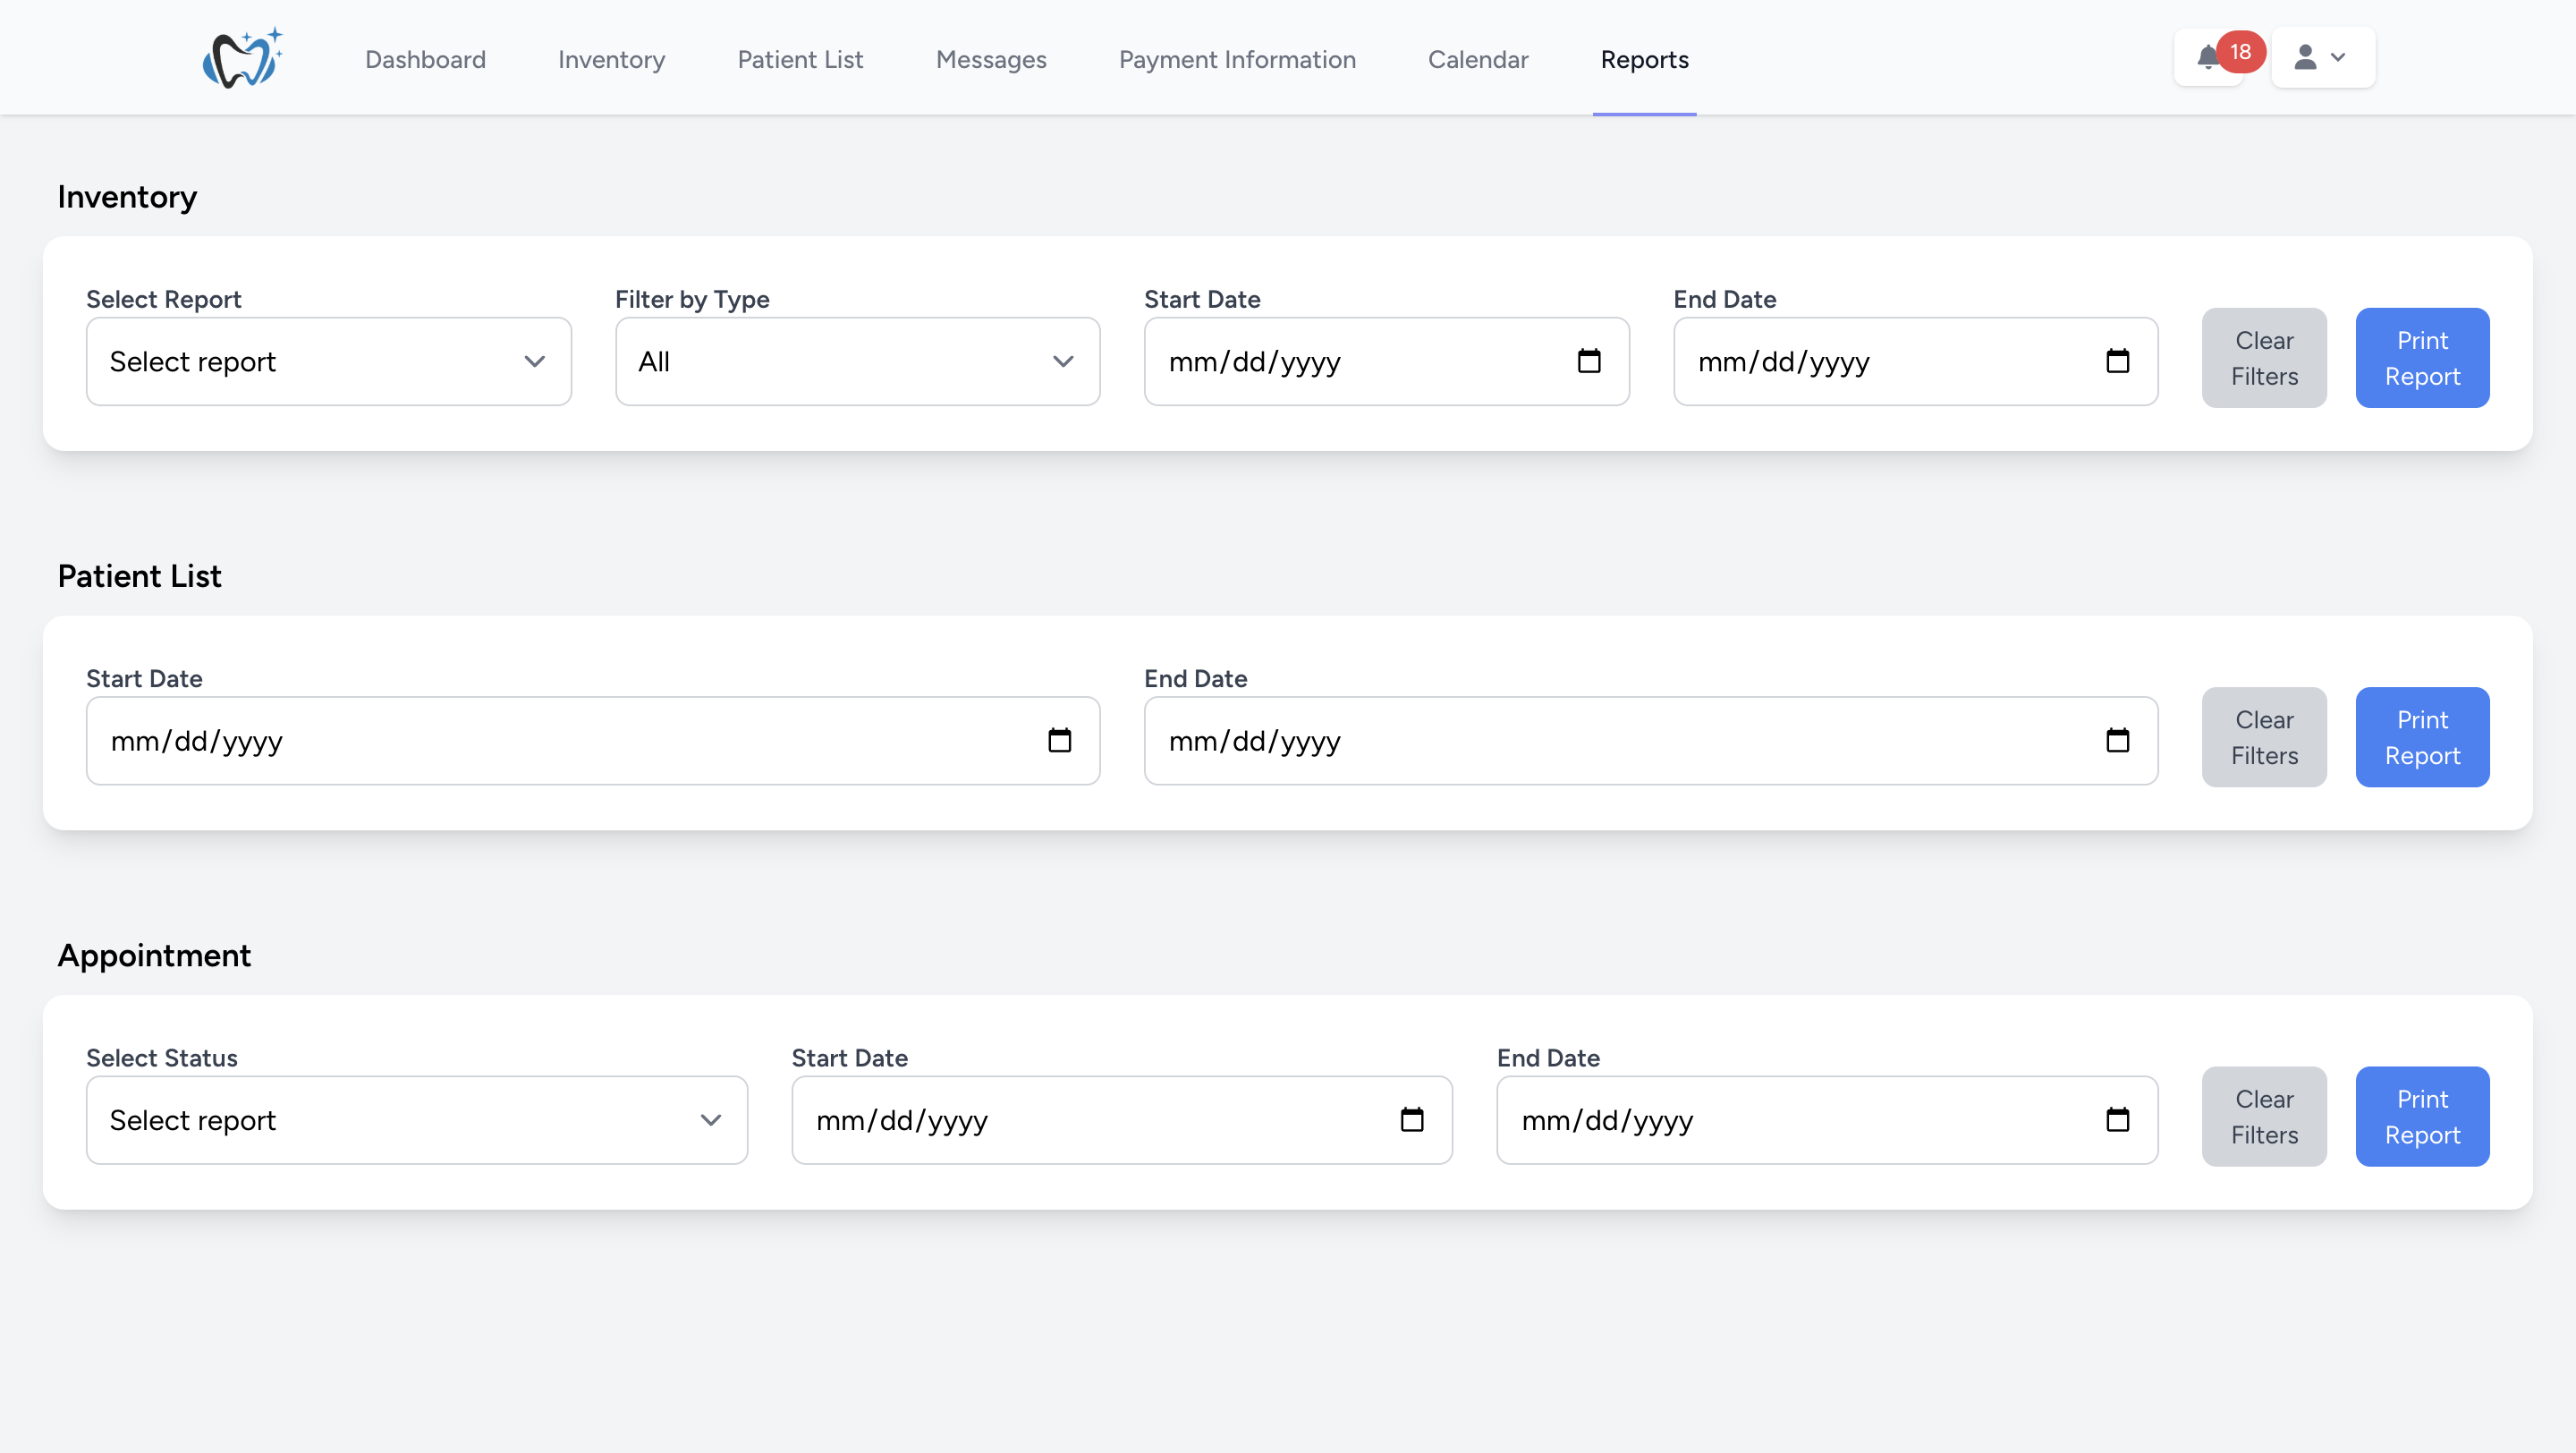 Dashboard Inventory Patient List Messages Payment Information Calendar Reports 18
Inventory
Select Report Filter by Type Start Date End Date
Select report All mm/dd/yyyy mm/dd/yyyy Clear Filters Print Report
Patient List
Start Date End Date
mm/dd/yyyy mm/dd/yyyy Clear Filters Print Report
Appointment
Select Status Start Date End Date
Select report mm/dd/yyyy mm/dd/yyyy Clear Filters Print Report